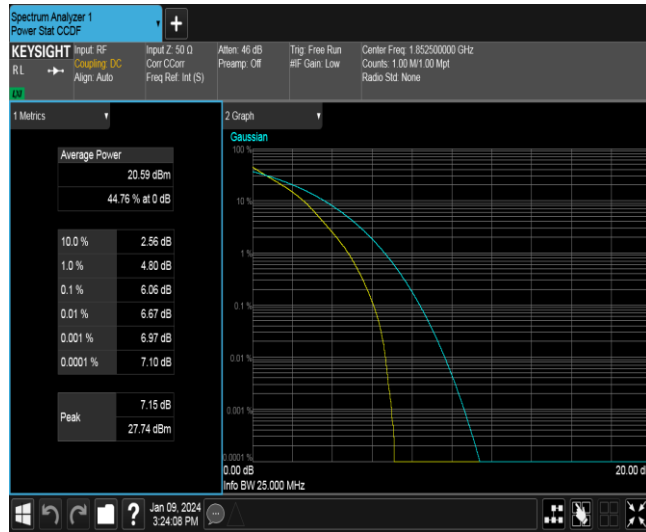 Spectrum Analyzer 1
Power Stat CCDF
KEYSIGHT
RL
LXI
Input: RF
Coupling: DC
Align: Auto
Input Z: 50 Ω
Corr CCorr
Freq Ref: Int (S)
Atten: 46 dB
Preamp: Off
Trig: Free Run
#IF Gain: Low
Center Freq: 1.852500000 GHz
Counts: 1.00 M/1.00 Mpt
Radio Std: None
1 Metrics
Average Power
20.59 dBm
44.76 % at 0 dB
10.0 % 2.56 dB
1.0 % 4.80 dB
0.1 % 6.06 dB
0.01 % 6.67 dB
0.001 % 6.97 dB
0.0001 % 7.10 dB
Peak
7.15 dB
27.74 dBm
2 Graph
Gaussian
100 %
10 %
1 %
0.1 %
0.01 %
0.001 %
0.0001 %
0.00 dB
20.00 d
Info BW 25.000 MHz
?
Jan 09, 2024
3:24:08 PM